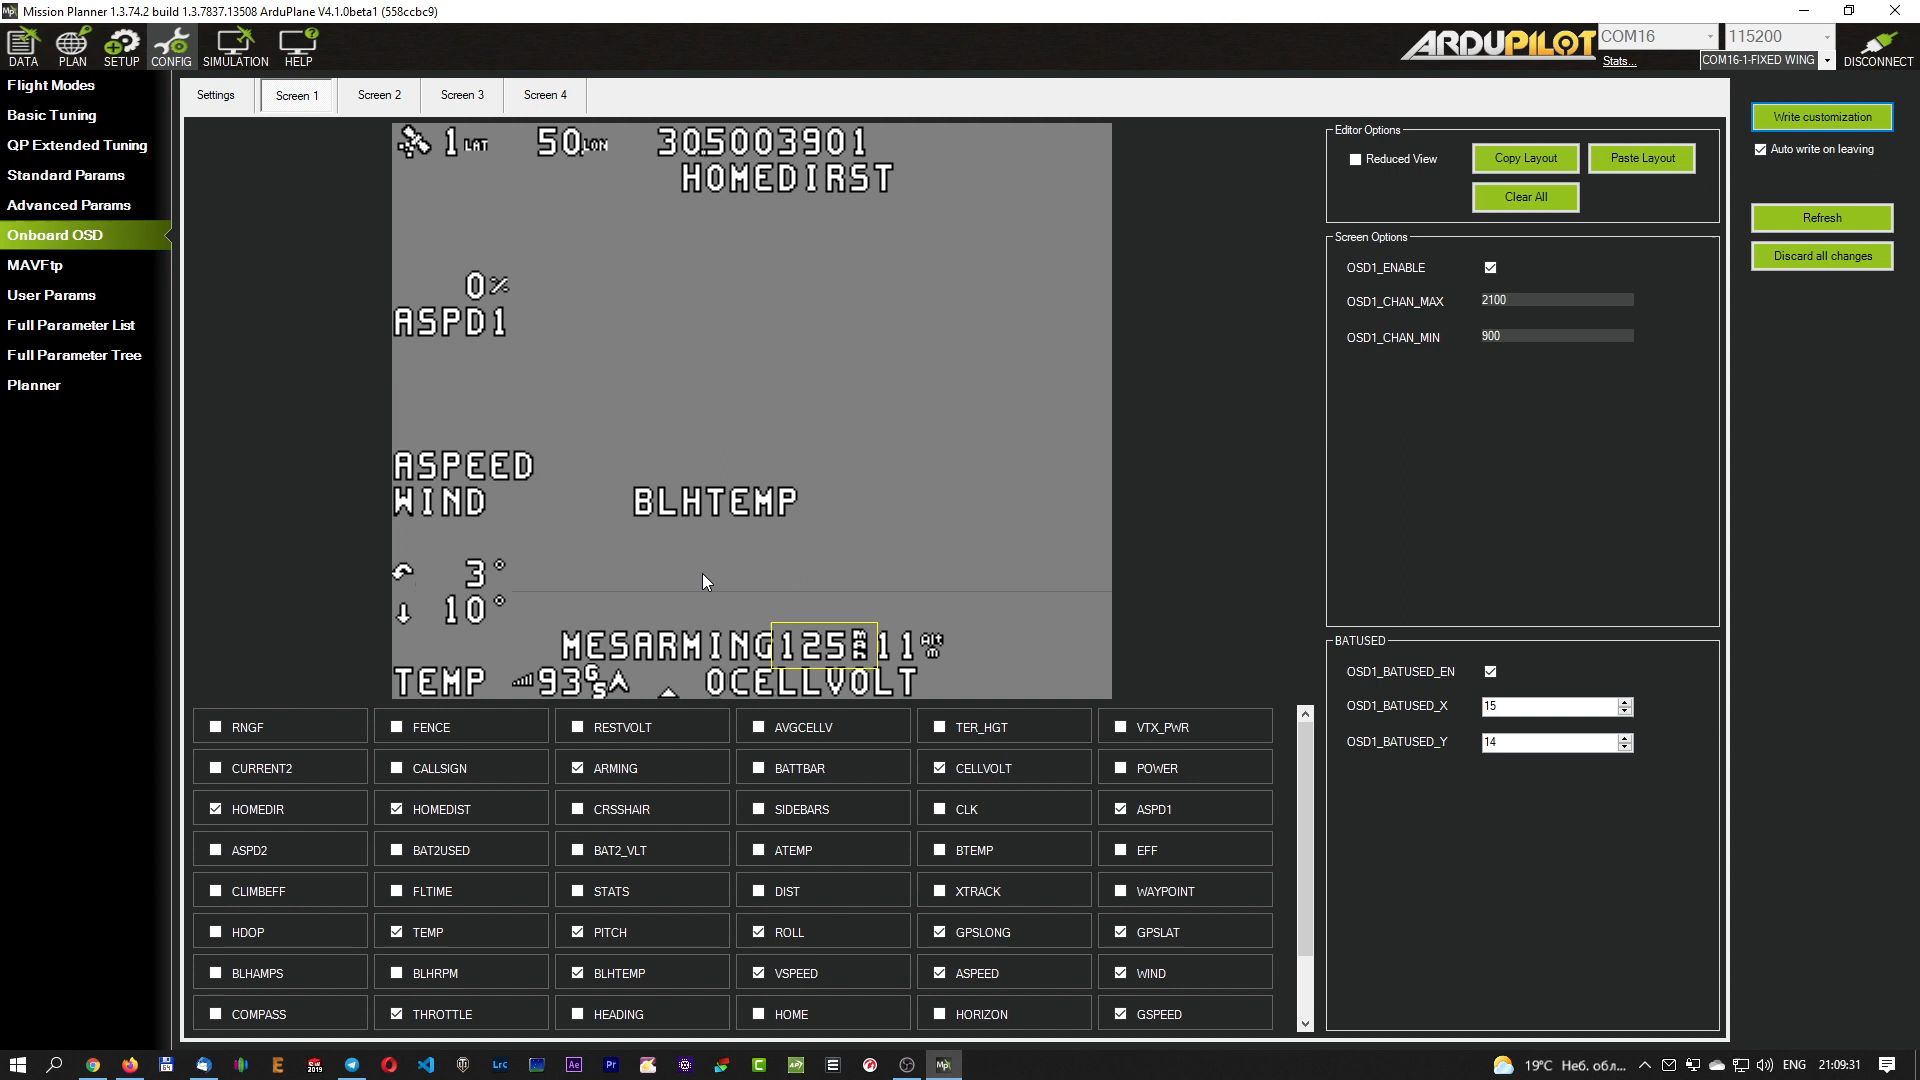 Mission Planner 1.3.74.2 build 1.3.7837.13508 ArduPlane V4.1.0beta1 (558ccbc9)
DATA PLAN SETUP CONFIG SIMULATION HELP
ARDUPILOT COM16 115200
Stats... COM16-1-FIXED WING DISCONNECT
Flight Modes
Basic Tuning
QP Extended Tuning
Standard Params
Advanced Params
Onboard OSD
MAVFtp
User Params
Full Parameter List
Full Parameter Tree
Planner
Settings Screen 1 Screen 2 Screen 3 Screen 4
1 LAT 50 LON 30.5003901
HOMEDIRST
0%
ASPD1
ASPEED
WIND BLHTEMP
3°
10°
MESARMING125mAH11Alt m
TEMP 93GS 0CELLVOLT
RNGF FENCE RESTVOLT AVGCELLV TER_HGT VTX_PWR
CURRENT2 CALLSIGN ARMING BATTBAR CELLVOLT POWER
HOMEDIR HOMEDIST CRSSHAIR SIDEBARS CLK ASPD1
ASPD2 BAT2USED BAT2_VLT ATEMP BTEMP EFF
CLIMBEFF FLTIME STATS DIST XTRACK WAYPOINT
HDOP TEMP PITCH ROLL GPSLONG GPSLAT
BLHAMPS BLHRPM BLHTEMP VSPEED ASPEED WIND
COMPASS THROTTLE HEADING HOME HORIZON GSPEED
Editor Options
Reduced View Copy Layout Paste Layout
Clear All
Screen Options
OSD1_ENABLE
OSD1_CHAN_MAX 2100
OSD1_CHAN_MIN 900
BATUSED
OSD1_BATUSED_EN
OSD1_BATUSED_X 15
OSD1_BATUSED_Y 14
Write customization
Auto write on leaving
Refresh
Discard all changes
19°C Неб. обл... ENG 21:09:31